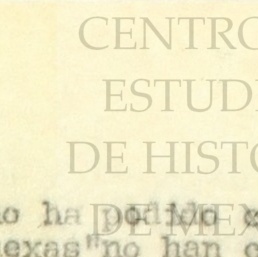 CENTRO
ESTUDI
DE HISTO
DE MEX
o ha podido
exas" no han